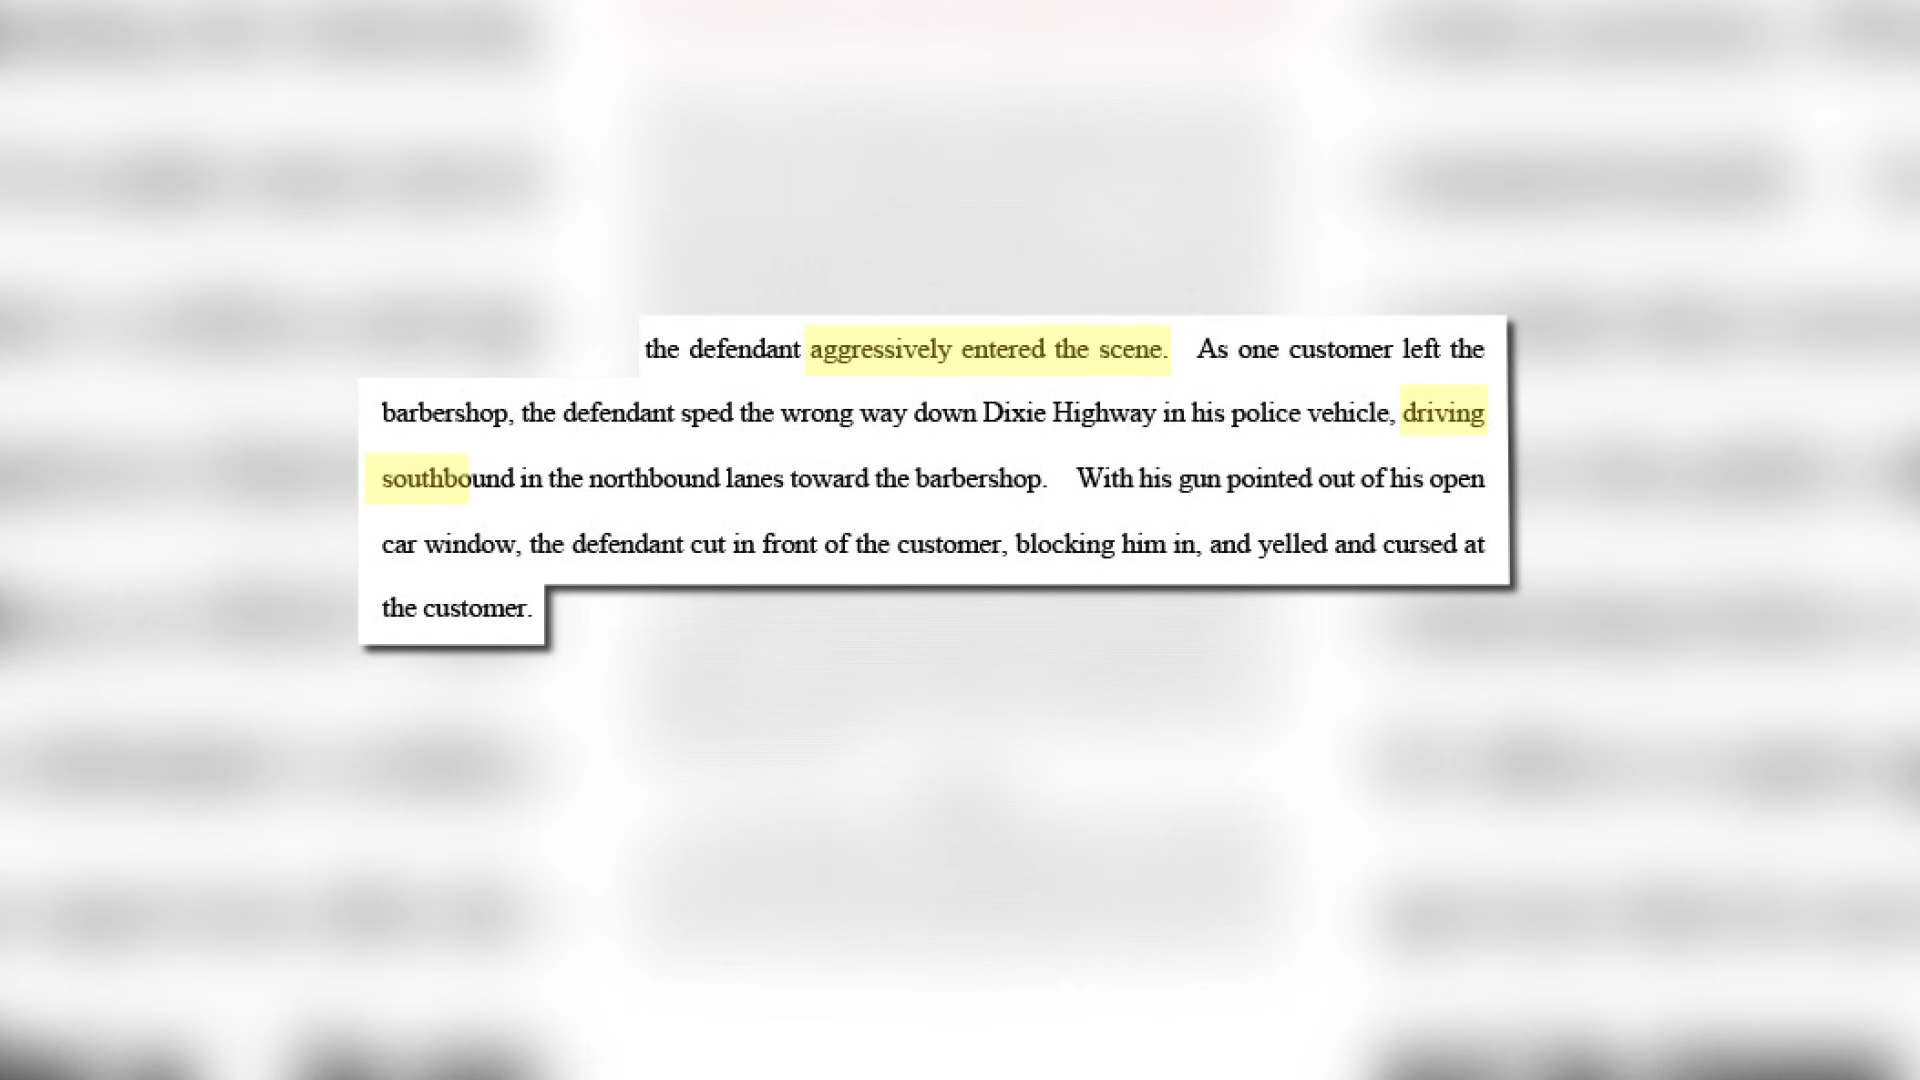 the defendant aggressively entered the scene. As one customer left the
barbershop, the defendant sped the wrong way down Dixie Highway in his police vehicle, driving
southbound in the northbound lanes toward the barbershop. With his gun pointed out of his open
car window, the defendant cut in front of the customer, blocking him in, and yelled and cursed at
the customer.